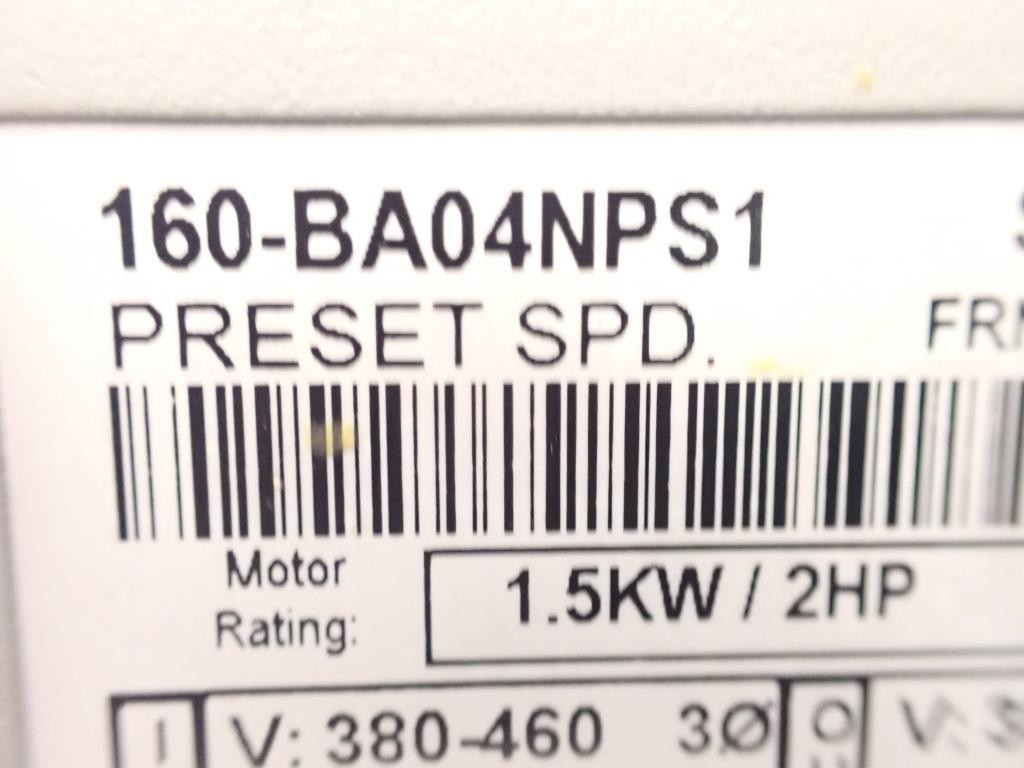 160-BA04NPS1
PRESET SPD.
Motor
Rating:
1.5KW / 2HP
V: 380-460 3Ø